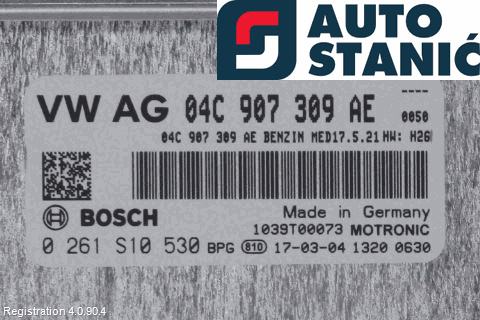 AUTO
STANIĆ
VW AG 04C 907 309 AE
----
0050
04C 907 309 AE BENZIN MED17.5.21 HW: H26
BOSCH
Made in Germany
1039T00073 MOTRONIC
0 261 S10 530 BPG 810 17-03-04 1320 0630
Registration 4.0.90.4